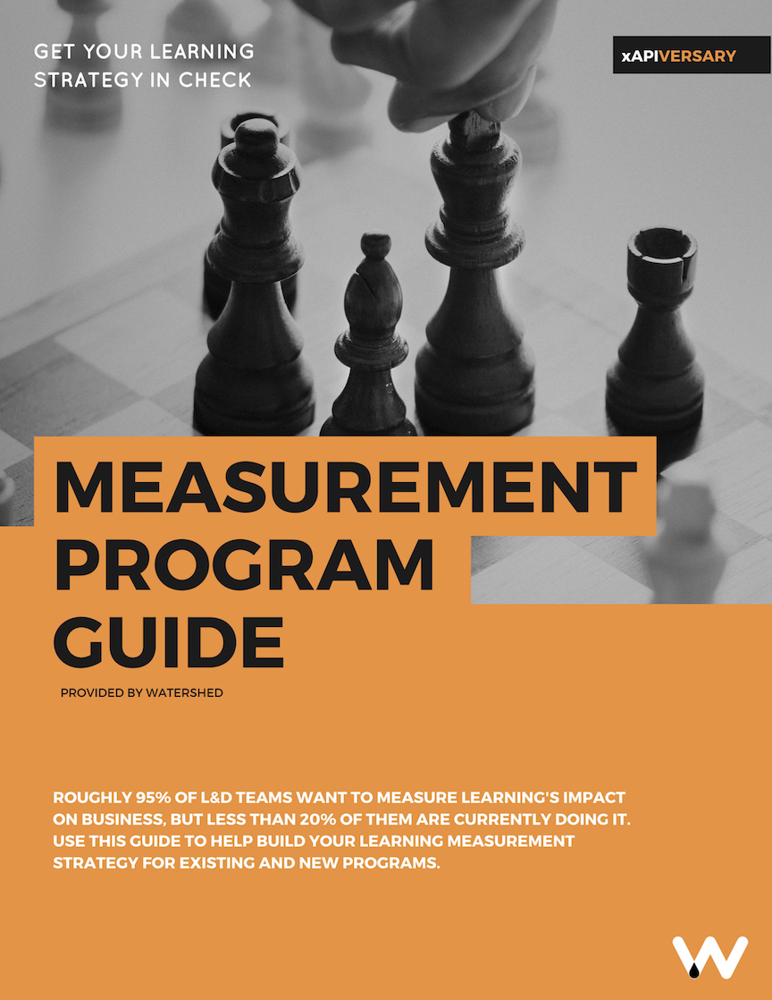 GET YOUR LEARNING
STRATEGY IN CHECK
xAPIVERSARY
MEASUREMENT
PROGRAM
GUIDE
PROVIDED BY WATERSHED
ROUGHLY 95% OF L&D TEAMS WANT TO MEASURE LEARNING'S IMPACT
ON BUSINESS, BUT LESS THAN 20% OF THEM ARE CURRENTLY DOING IT.
USE THIS GUIDE TO HELP BUILD YOUR LEARNING MEASUREMENT
STRATEGY FOR EXISTING AND NEW PROGRAMS.
W